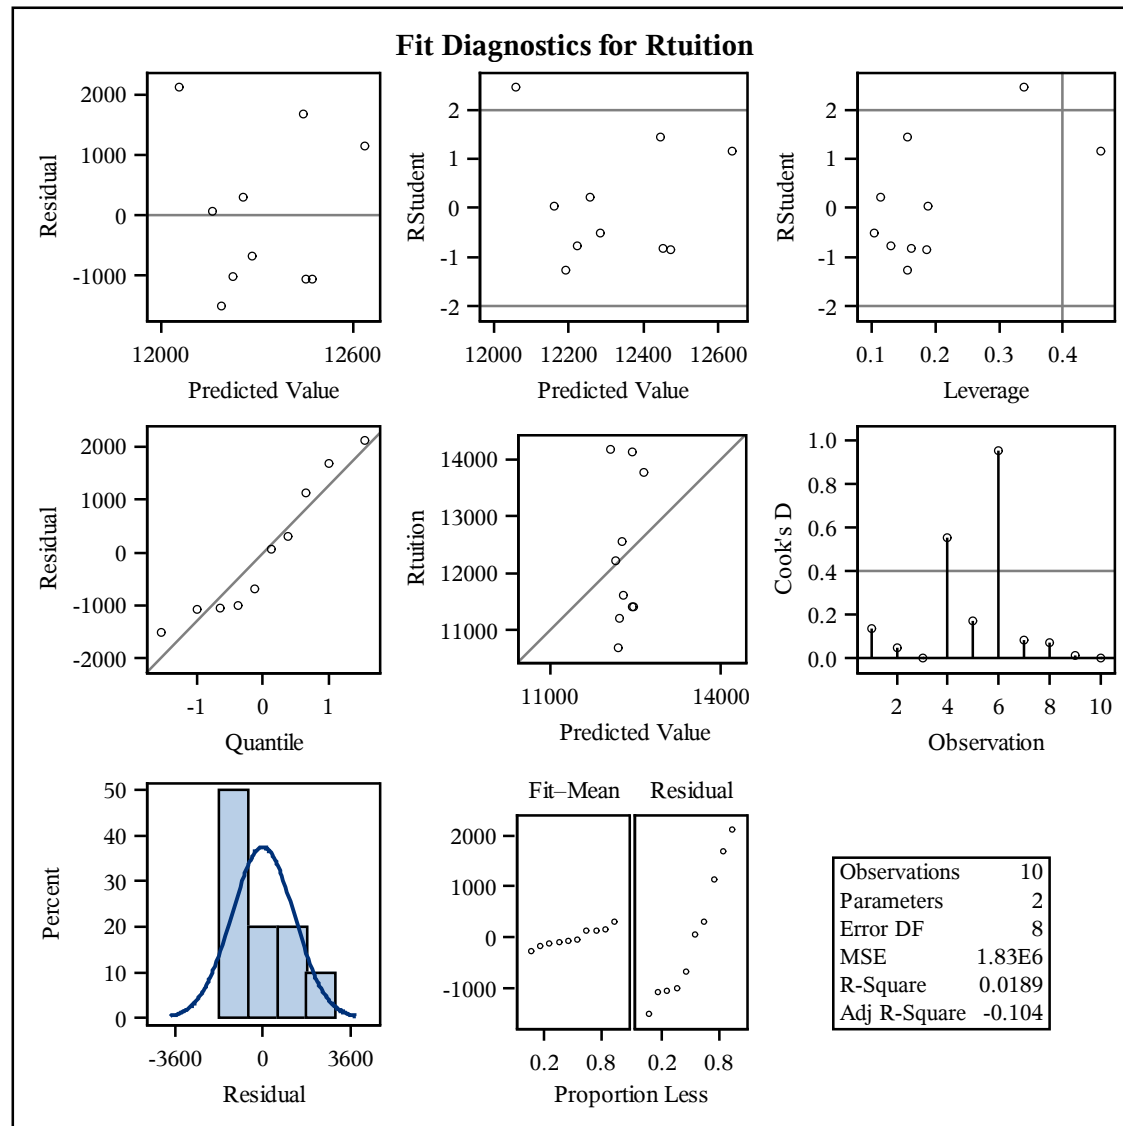 Fit Diagnostics for Rtuition
2000
1000
0
-1000
Residual
12000 12600
Predicted Value
2
1
0
-1
-2
RStudent
12000 12200 12400 12600
Predicted Value
2
1
0
-1
-2
RStudent
0.1 0.2 0.3 0.4
Leverage
2000
1000
0
-1000
-2000
Residual
-1 0 1
Quantile
14000
13000
12000
11000
Rtuition
11000 14000
Predicted Value
1.0
0.8
0.6
0.4
0.2
0.0
Cook's D
2 4 6 8 10
Observation
50
40
30
20
10
0
Percent
-3600 0 3600
Residual
Fit–Mean Residual
2000
1000
0
-1000
0.2 0.8 0.2 0.8
Proportion Less
Observations 10
Parameters 2
Error DF 8
MSE 1.83E6
R-Square 0.0189
Adj R-Square -0.104